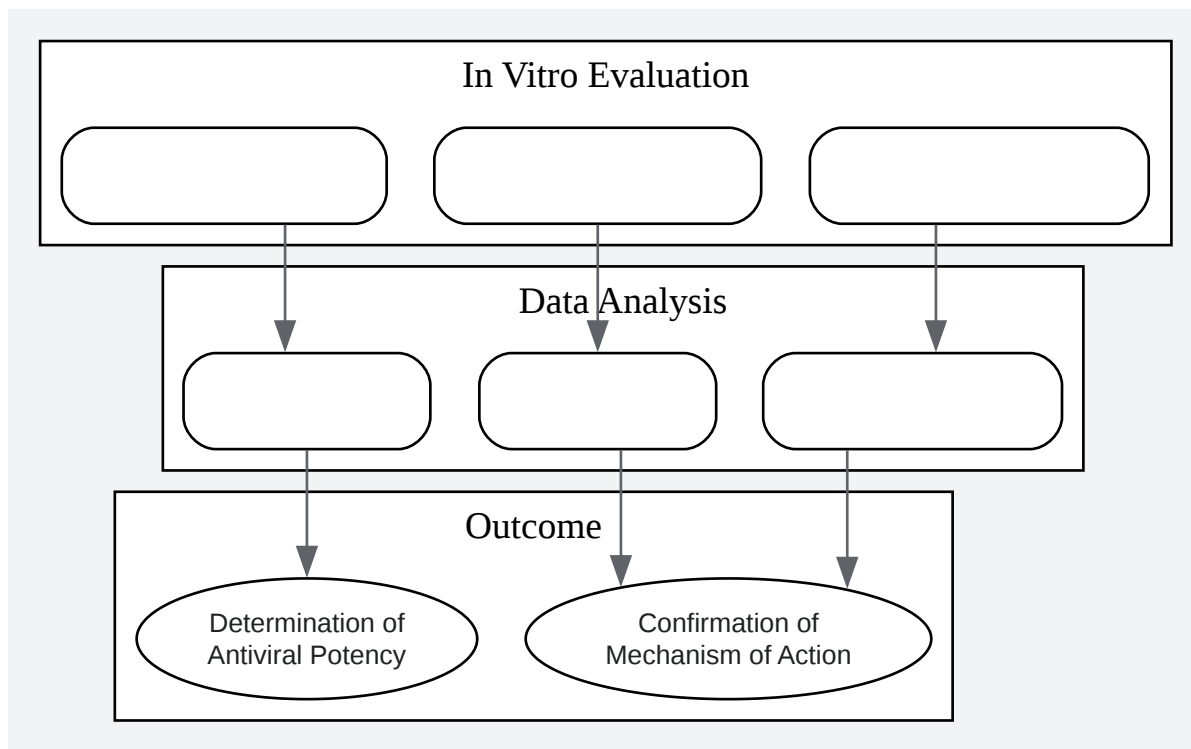 In Vitro Evaluation
Data Analysis
Outcome
Determination of
Antiviral Potency
Confirmation of
Mechanism of Action